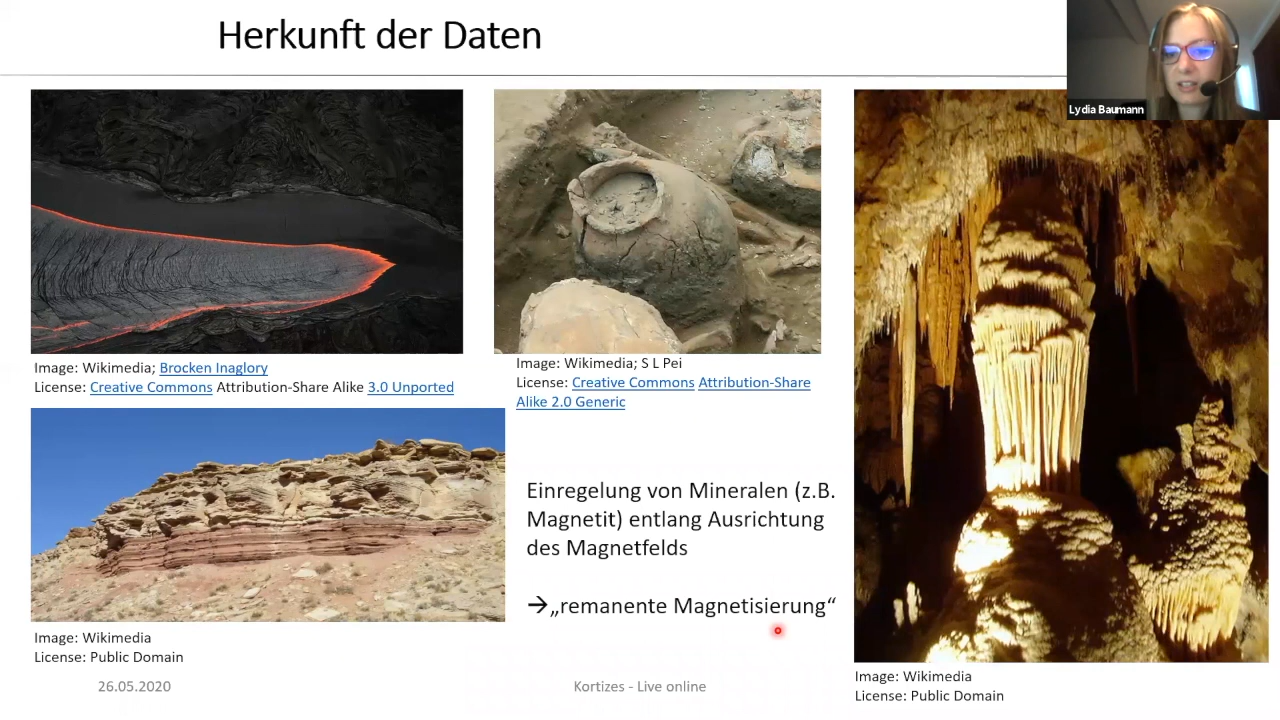 Herkunft der Daten
Lydia Baumann
Image: Wikimedia; Brocken Inaglory
License: Creative Commons Attribution-Share Alike 3.0 Unported
Image: Wikimedia; S L Pei
License: Creative Commons Attribution-Share
Alike 2.0 Generic
Einregelung von Mineralen (z.B.
Magnetit) entlang Ausrichtung
des Magnetfelds
→„remanente Magnetisierung“
Image: Wikimedia
License: Public Domain
Image: Wikimedia
License: Public Domain
26.05.2020
Kortizes - Live online